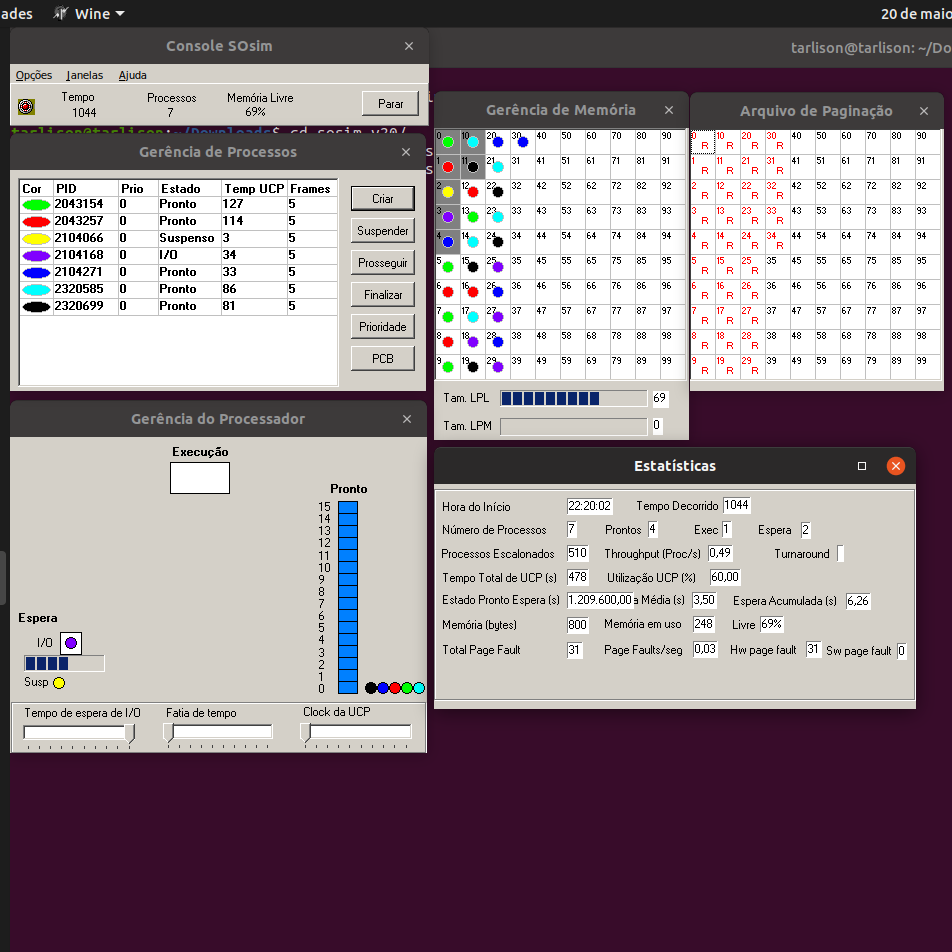 ades Wine 20 de maio
Console SOsim
tarlison@tarlison: ~/Do
Opções Janelas Ajuda
Tempo Processos Memória Livre
1044 7 69% Parar
tarlison@tarlison:~/Downloads$ cd sosim_v20/
Gerência de Processos
Cor PID Prio Estado Temp UCP Frames
2043154 0 Pronto 127 5
2043257 0 Pronto 114 5
2104066 0 Suspenso 3 5
2104168 0 I/O 34 5
2104271 0 Pronto 33 5
2320585 0 Pronto 86 5
2320699 0 Pronto 81 5
Criar
Suspender
Prosseguir
Finalizar
Prioridade
PCB
Gerência de Memória
0 10 20 30 40 50 60 70 80 90
1 11 21 31 41 51 61 71 81 91
2 12 22 32 42 52 62 72 82 92
3 13 23 33 43 53 63 73 83 93
4 14 24 34 44 54 64 74 84 94
5 15 25 35 45 55 65 75 85 95
6 16 26 36 46 56 66 76 86 96
7 17 27 37 47 57 67 77 87 97
8 18 28 38 48 58 68 78 88 98
9 19 29 39 49 59 69 79 89 99
Tam. LPL 69
Tam. LPM 0
Arquivo de Paginação
0 R 10 R 20 R 30 R 40 50 60 70 80 90
1 R 11 R 21 R 31 R 41 51 61 71 81 91
2 R 12 R 22 R 32 R 42 52 62 72 82 92
3 R 13 R 23 R 33 R 43 53 63 73 83 93
4 R 14 R 24 R 34 R 44 54 64 74 84 94
5 R 15 R 25 R 35 45 55 65 75 85 95
6 R 16 R 26 R 36 46 56 66 76 86 96
7 R 17 R 27 R 37 47 57 67 77 87 97
8 R 18 R 28 R 38 48 58 68 78 88 98
9 R 19 R 29 R 39 49 59 69 79 89 99
Gerência do Processador
Execução
Pronto
15
14
13
12
11
10
9
8
7
6
5
4
3
2
1
0
Espera
I/O
Susp
Tempo de espera de I/O Fatia de tempo Clock da UCP
Estatísticas
Hora do Início 22:20:02 Tempo Decorrido 1044
Número de Processos 7 Prontos 4 Exec 1 Espera 2
Processos Escalonados 510 Throughput (Proc/s) 0,49 Turnaround
Tempo Total de UCP (s) 478 Utilização UCP (%) 60,00
Estado Pronto Espera (s) 1.209.600,00 a Média (s) 3,50 Espera Acumulada (s) 6,26
Memória (bytes) 800 Memória em uso 248 Livre 69%
Total Page Fault 31 Page Faults/seg 0,03 Hw page fault 31 Sw page fault 0